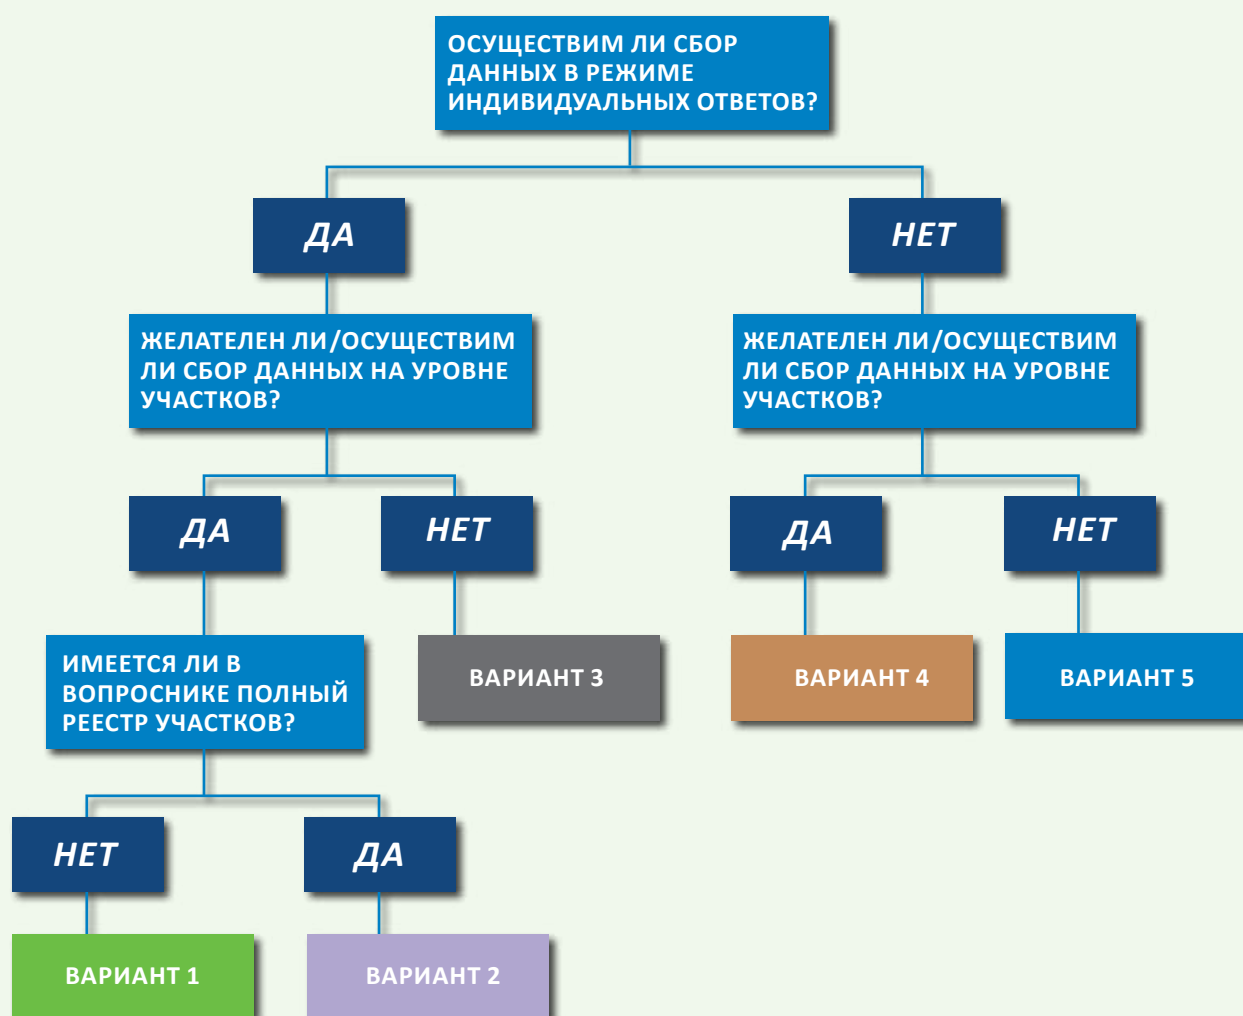 ОСУЩЕСТВИМ ЛИ СБОР
ДАННЫХ В РЕЖИМЕ
ИНДИВИДУАЛЬНЫХ ОТВЕТОВ?
ДА
НЕТ
ЖЕЛАТЕЛЕН ЛИ/ОСУЩЕСТВИМ
ЛИ СБОР ДАННЫХ НА УРОВНЕ
УЧАСТКОВ?
ЖЕЛАТЕЛЕН ЛИ/ОСУЩЕСТВИМ
ЛИ СБОР ДАННЫХ НА УРОВНЕ
УЧАСТКОВ?
ДА
НЕТ
ДА
НЕТ
ИМЕЕТСЯ ЛИ В
ВОПРОСНИКЕ ПОЛНЫЙ
РЕЕСТР УЧАСТКОВ?
ВАРИАНТ 3
ВАРИАНТ 4
ВАРИАНТ 5
НЕТ
ДА
ВАРИАНТ 1
ВАРИАНТ 2